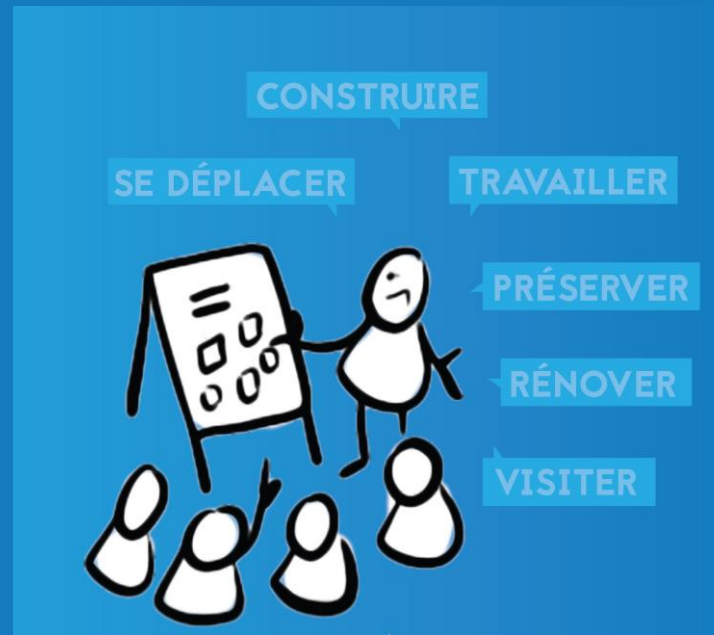 CONSTRUIRE
SE DÉPLACER
TRAVAILLER
PRÉSERVER
RÉNOVER
VISITER